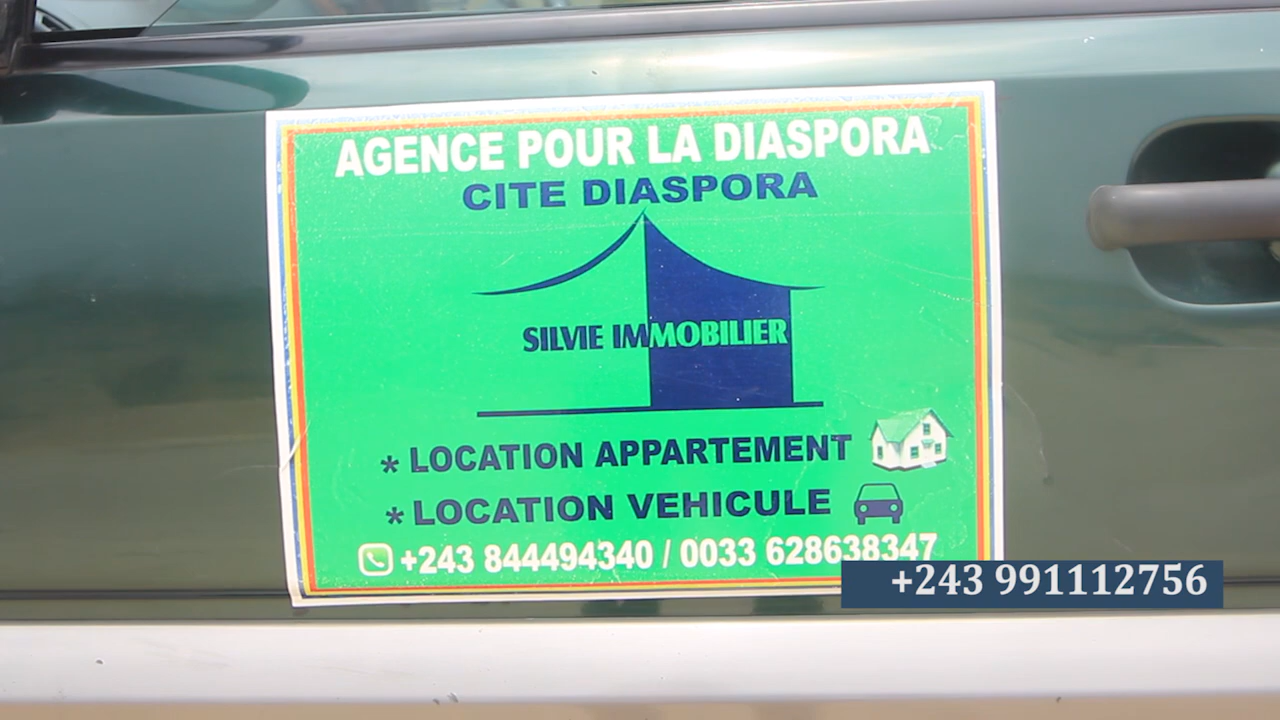 AGENCE POUR LA DIASPORA
CITE DIASPORA
SILVIE IMMOBILIER
* LOCATION APPARTEMENT
* LOCATION VEHICULE
+243 844494340 / 0033 628638347
+243 991112756